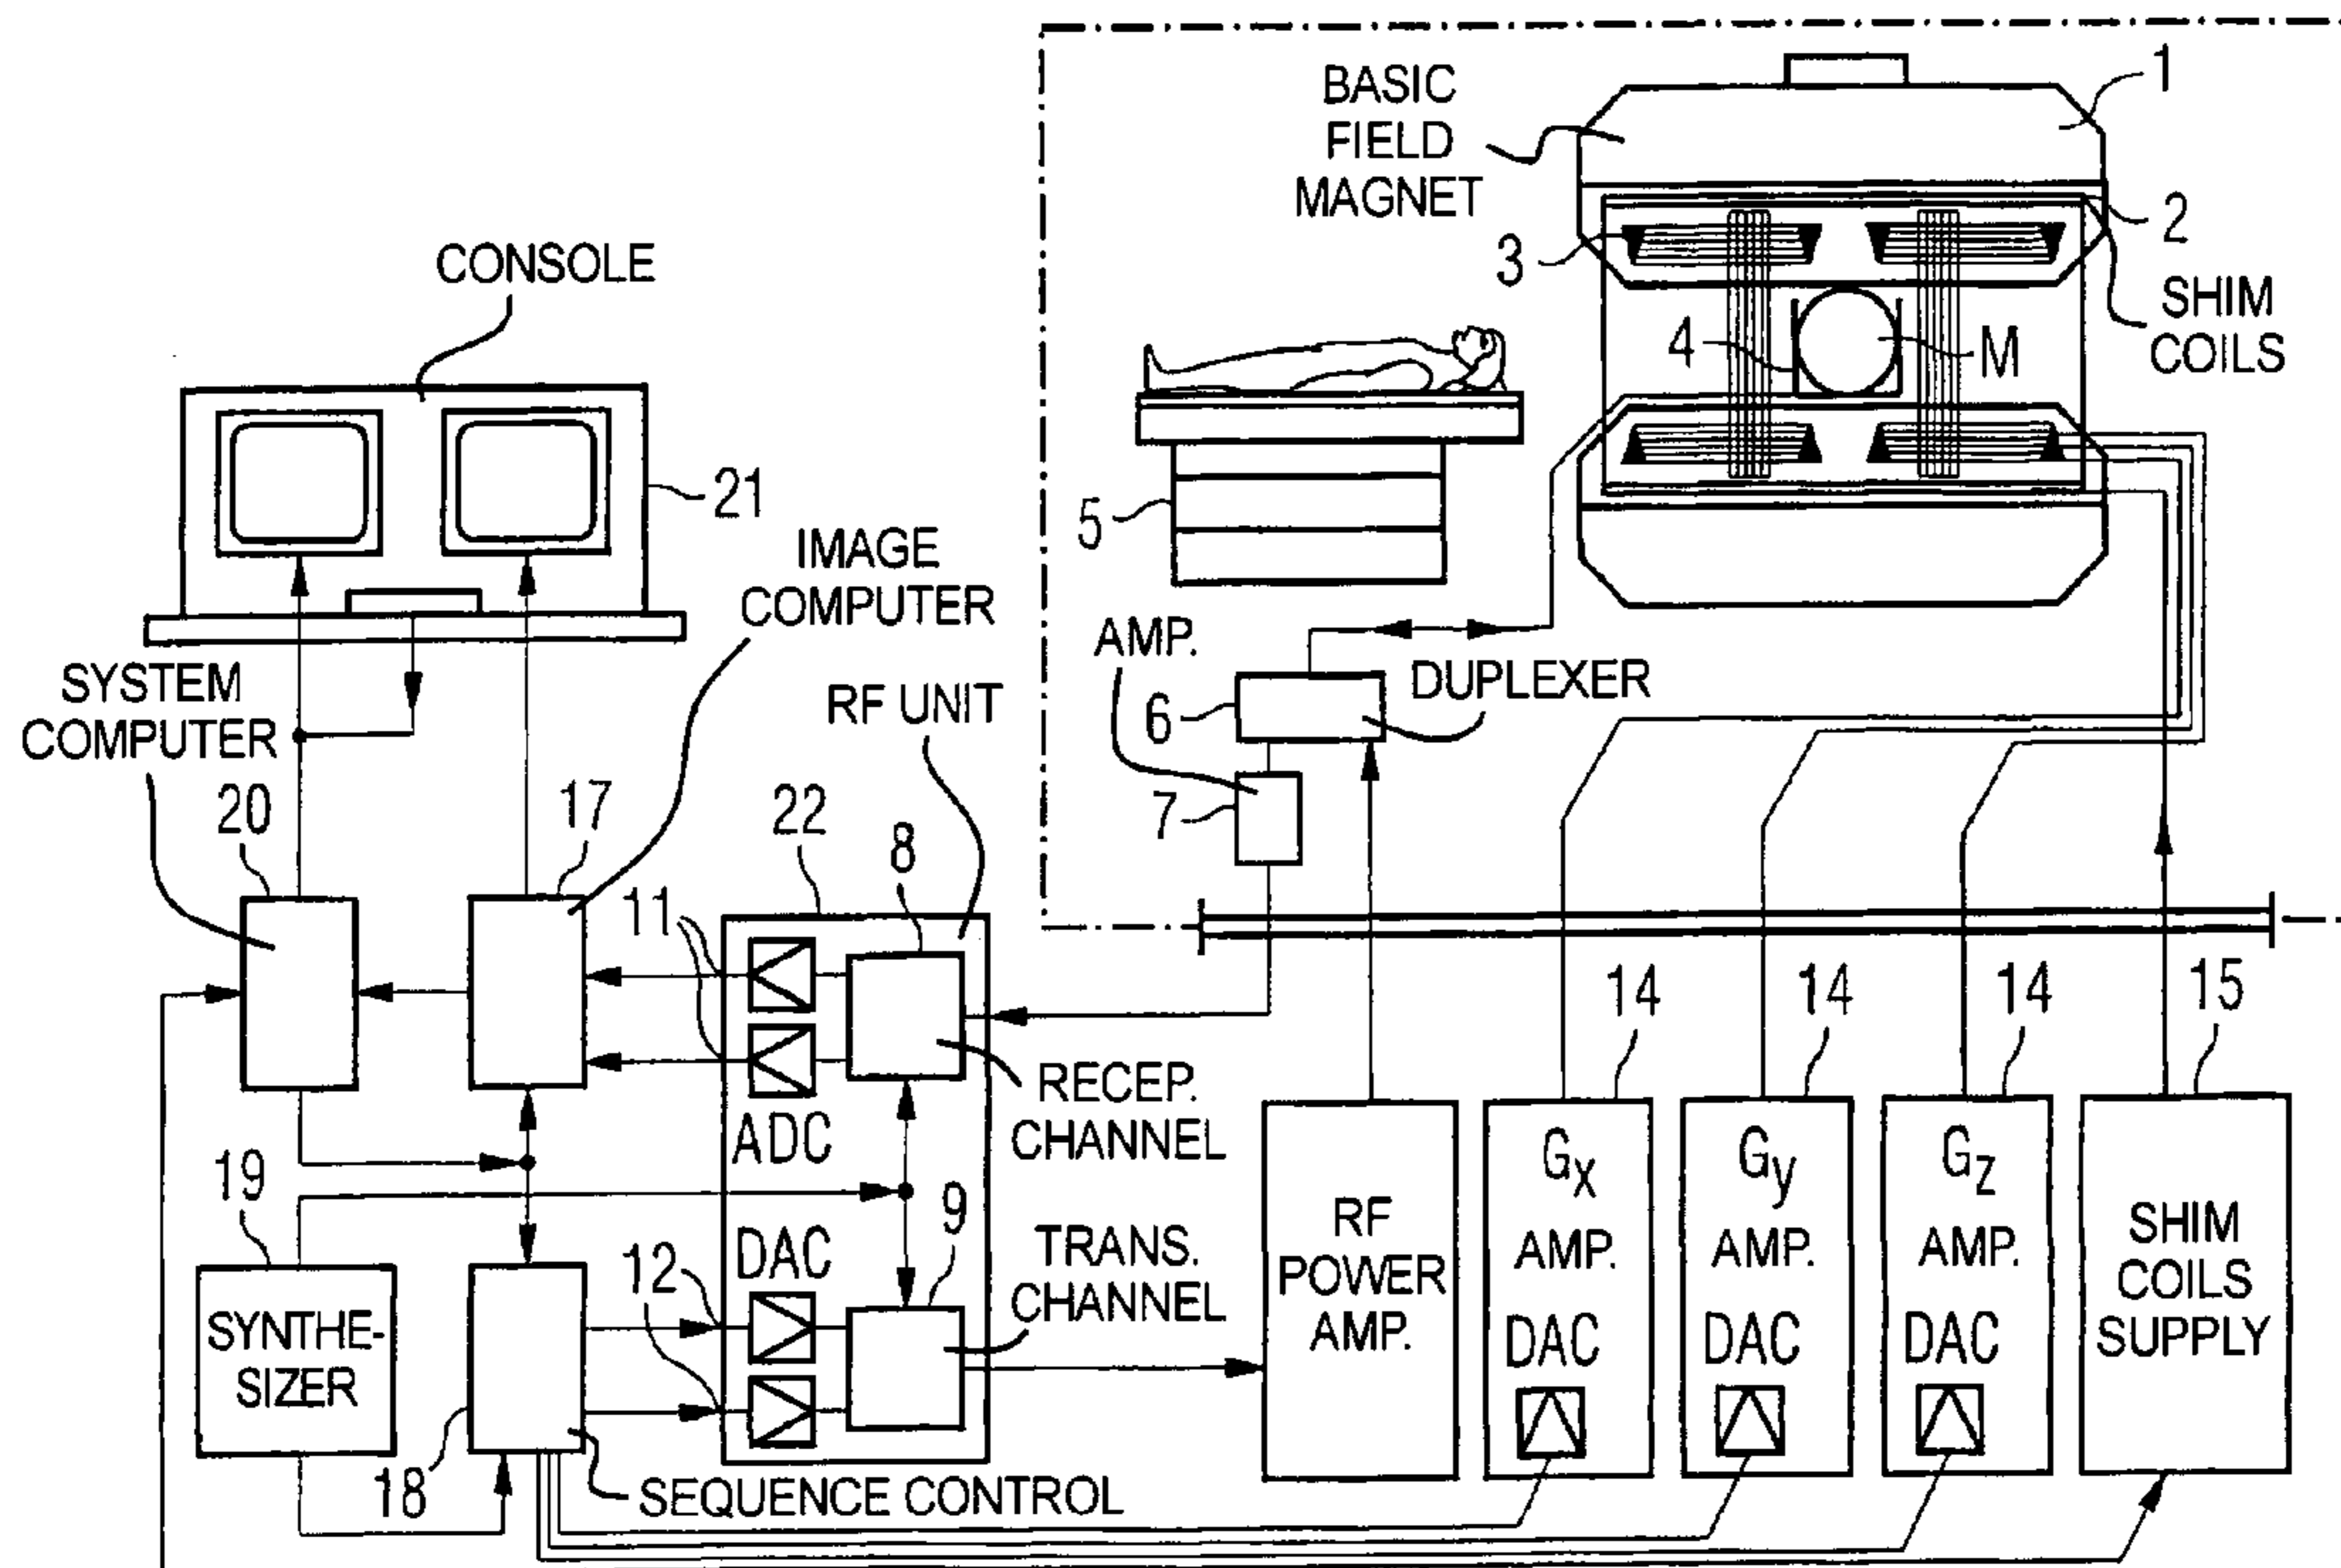 BASIC
FIELD
MAGNET
1
2
3
SHIM
COILS
4
M
CONSOLE
21
5
IMAGE
COMPUTER
AMP.
SYSTEM
COMPUTER
RF UNIT
DUPLEXER
6
7
20
17
22
8
11
14
14
14
15
RECEP.
CHANNEL
ADC
19
9
12
DAC
TRANS.
CHANNEL
SYNTHE-
SIZER
RF
POWER
AMP.
Gx
AMP.
DAC
Gy
AMP.
DAC
Gz
AMP.
DAC
SHIM
COILS
SUPPLY
18
SEQUENCE CONTROL